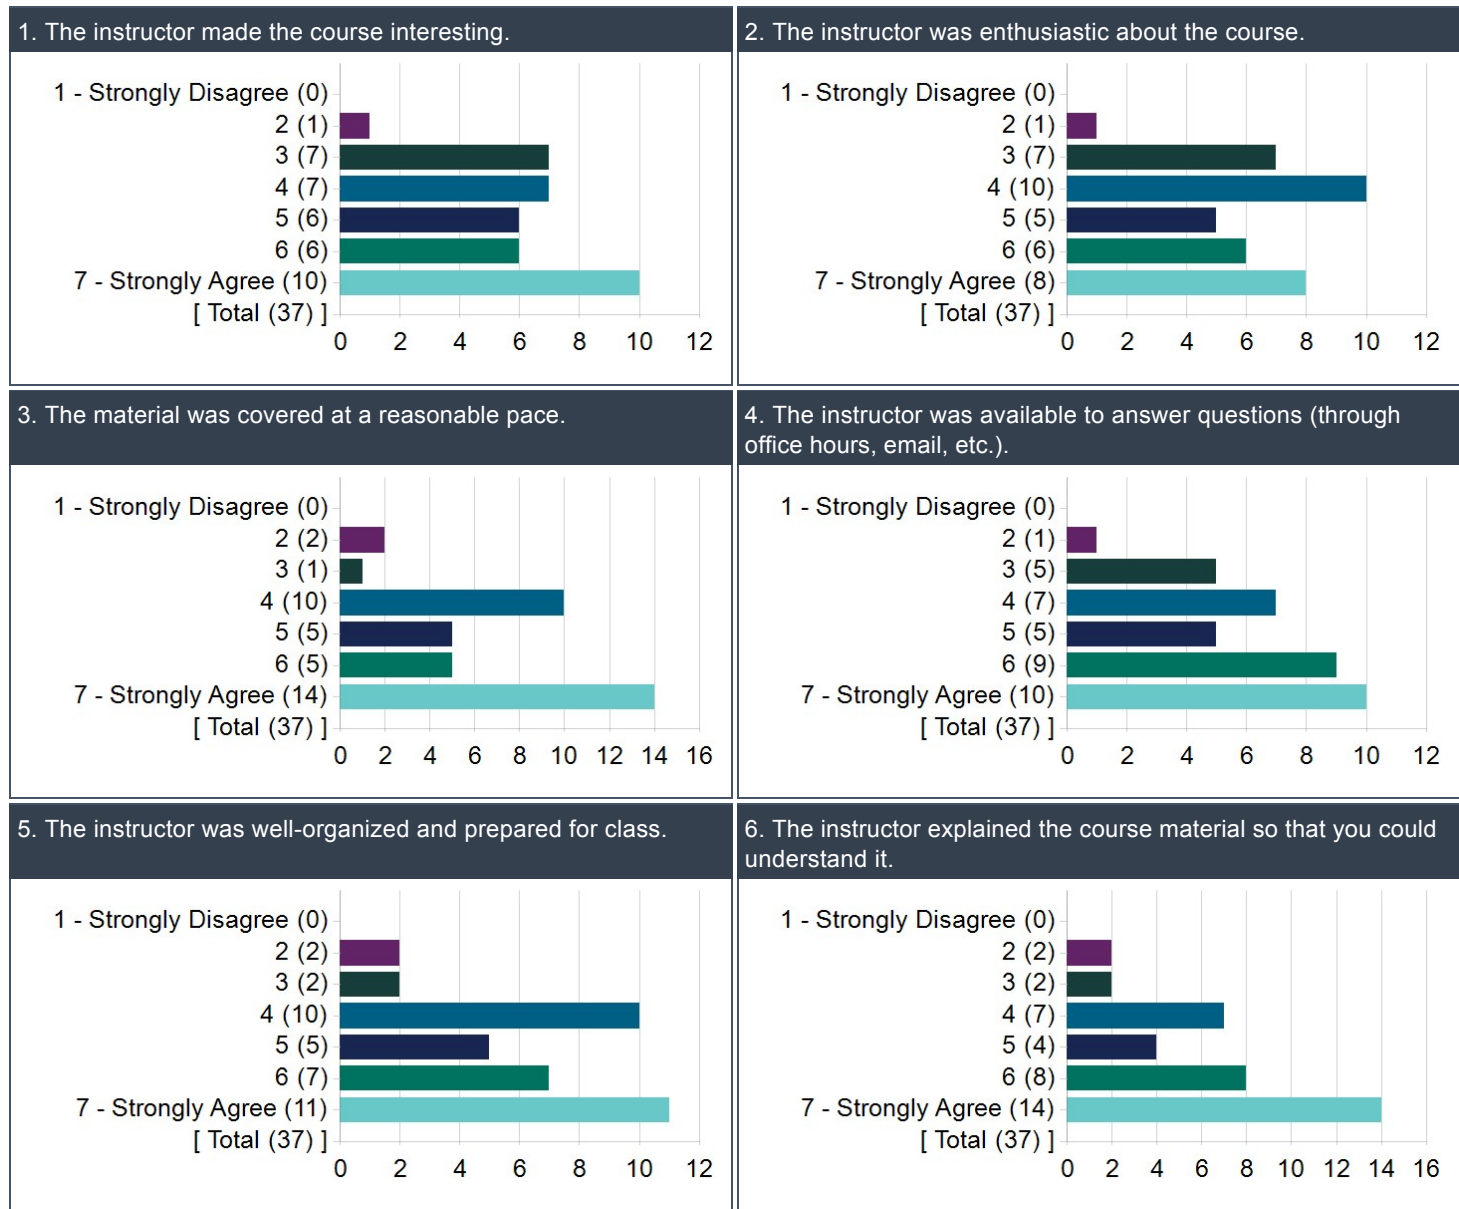 1. The instructor made the course interesting.
1 - Strongly Disagree (0)
2 (1)
3 (7)
4 (7)
5 (6)
6 (6)
7 - Strongly Agree (10)
[ Total (37) ]
0 2 4 6 8 10 12
2. The instructor was enthusiastic about the course.
1 - Strongly Disagree (0)
2 (1)
3 (7)
4 (10)
5 (5)
6 (6)
7 - Strongly Agree (8)
[ Total (37) ]
0 2 4 6 8 10 12
3. The material was covered at a reasonable pace.
1 - Strongly Disagree (0)
2 (2)
3 (1)
4 (10)
5 (5)
6 (5)
7 - Strongly Agree (14)
[ Total (37) ]
0 2 4 6 8 10 12 14 16
4. The instructor was available to answer questions (through
office hours, email, etc.).
1 - Strongly Disagree (0)
2 (1)
3 (5)
4 (7)
5 (5)
6 (9)
7 - Strongly Agree (10)
[ Total (37) ]
0 2 4 6 8 10 12
5. The instructor was well-organized and prepared for class.
1 - Strongly Disagree (0)
2 (2)
3 (2)
4 (10)
5 (5)
6 (7)
7 - Strongly Agree (11)
[ Total (37) ]
0 2 4 6 8 10 12
6. The instructor explained the course material so that you could
understand it.
1 - Strongly Disagree (0)
2 (2)
3 (2)
4 (7)
5 (4)
6 (8)
7 - Strongly Agree (14)
[ Total (37) ]
0 2 4 6 8 10 12 14 16